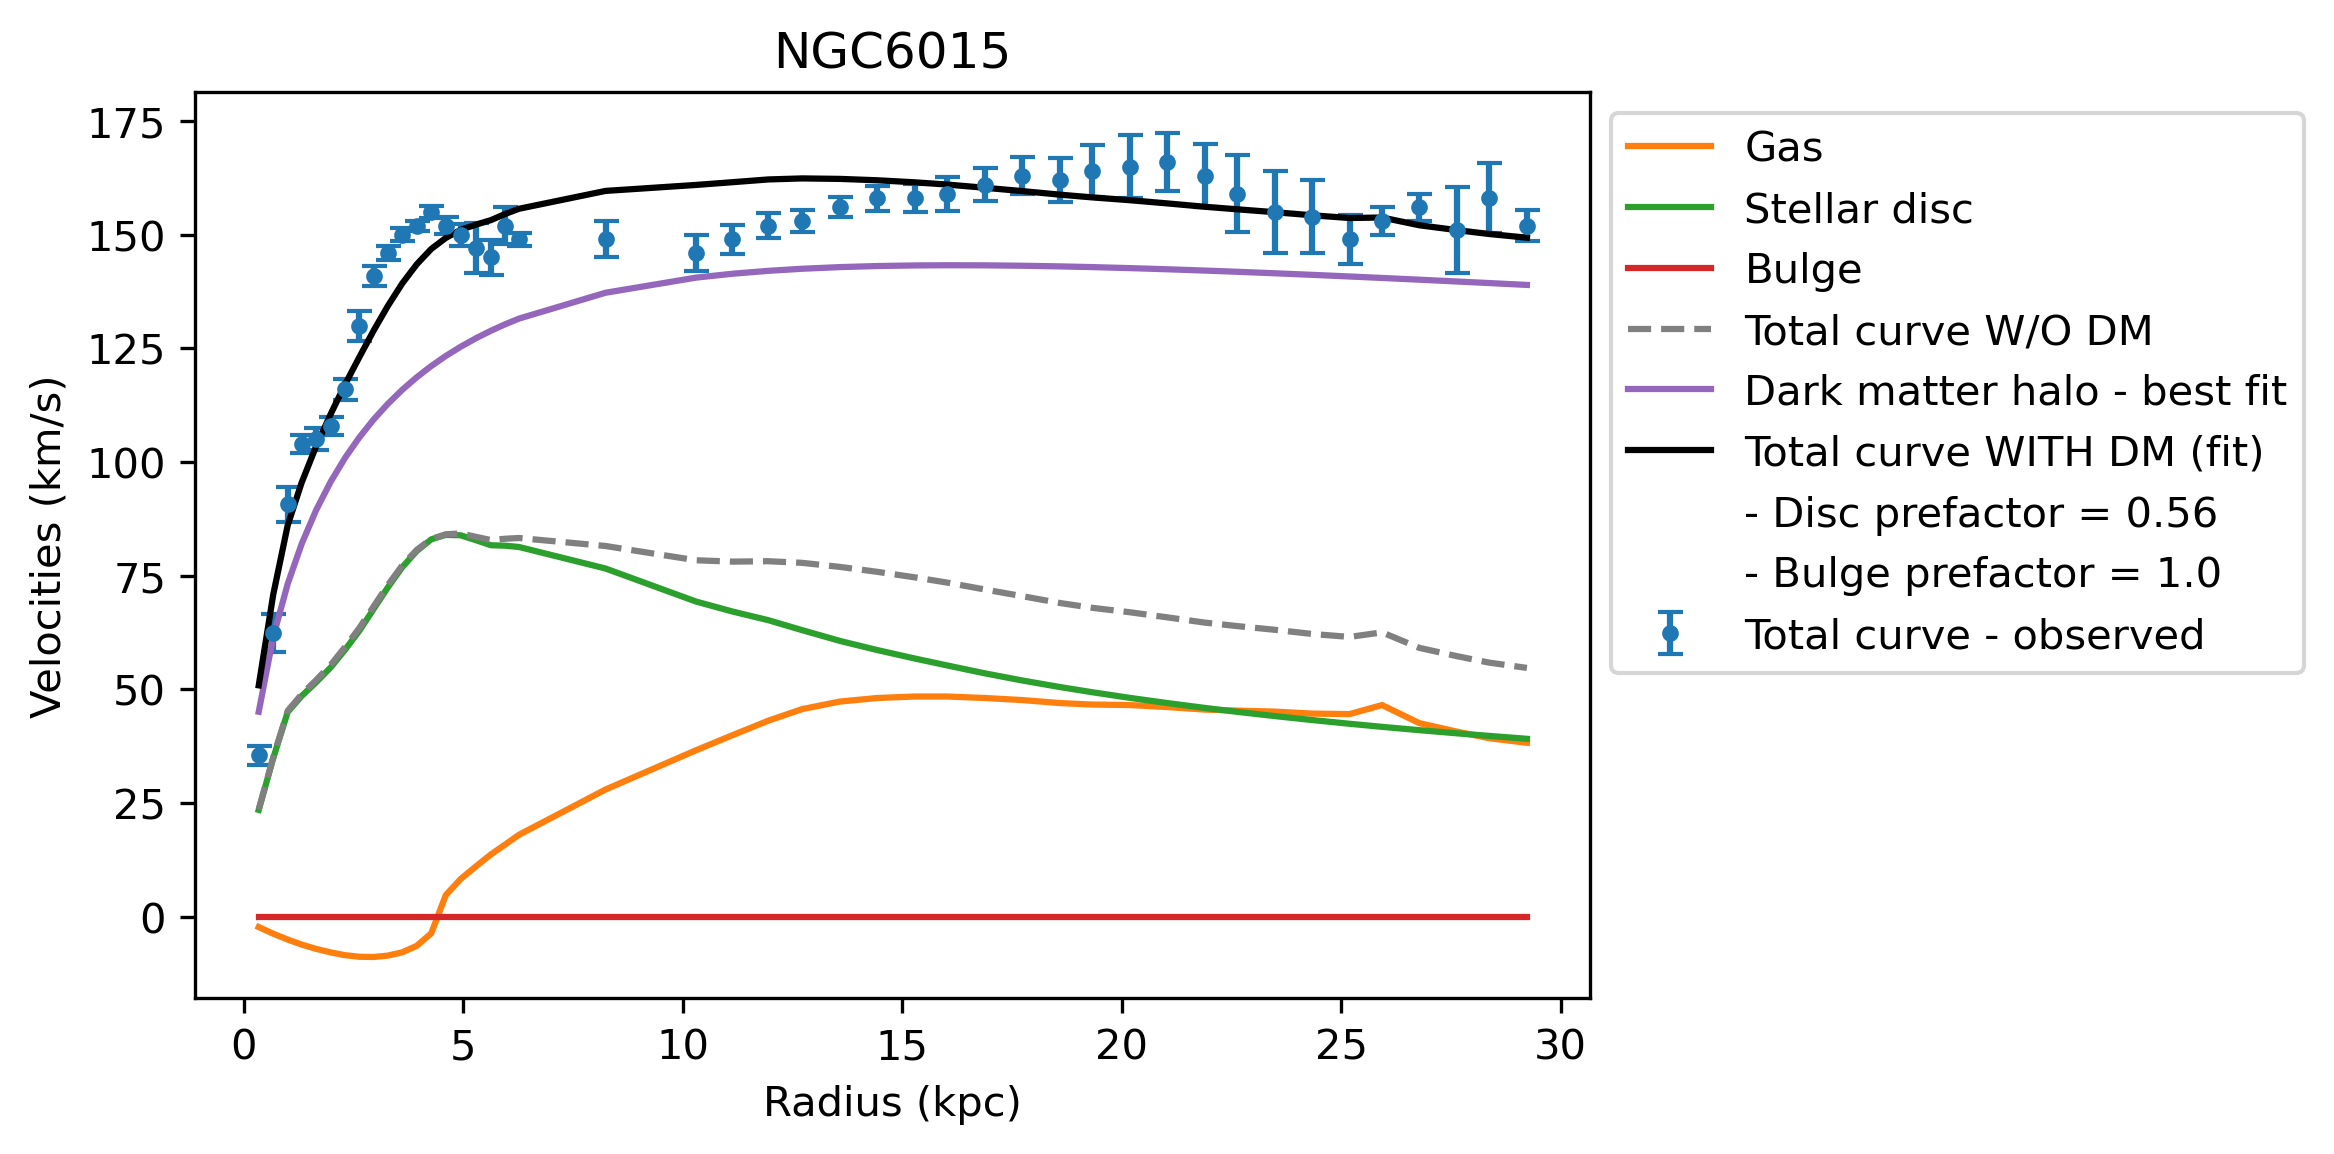 NGC6015
Velocities (km/s)
175
150
125
100
75
50
25
0
0 5 10 15 20 25 30
Radius (kpc)
Gas
Stellar disc
Bulge
Total curve W/O DM
Dark matter halo - best fit
Total curve WITH DM (fit)
- Disc prefactor = 0.56
- Bulge prefactor = 1.0
Total curve - observed